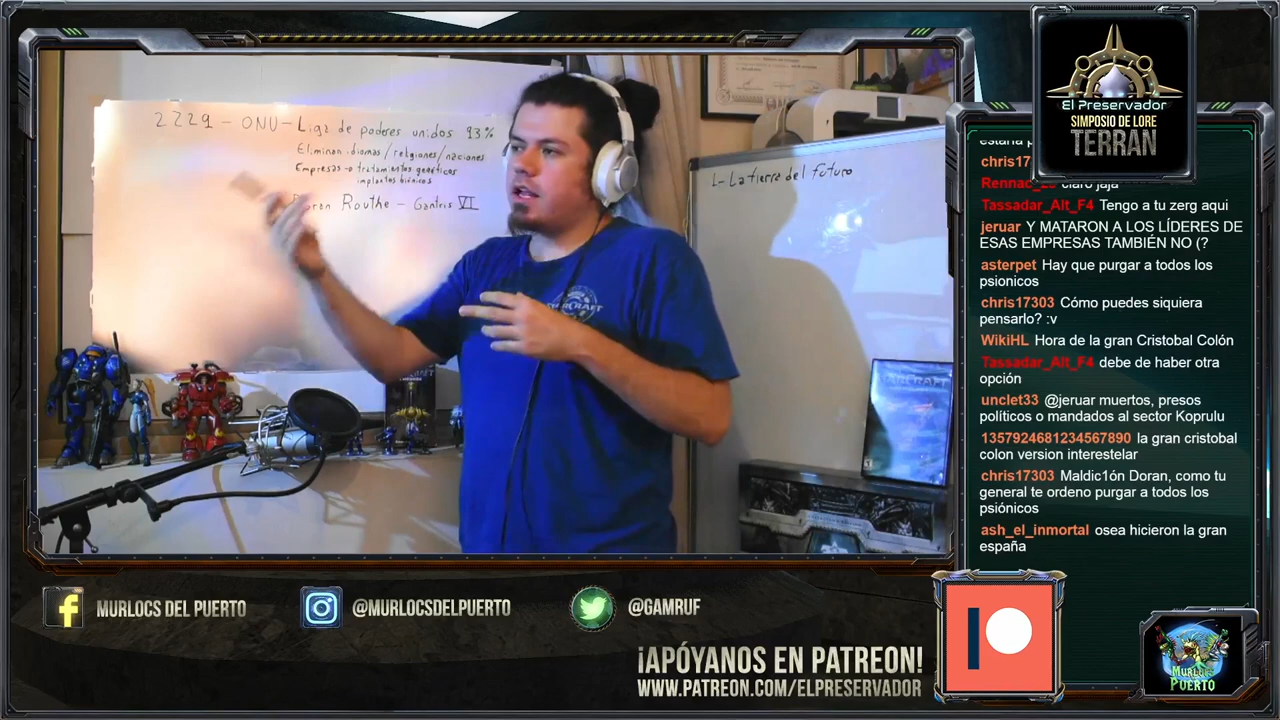 2229 - ONU - Liga de poderes unidos 93%
Eliminan idiomas / religiones / naciones
Empresas tratamientos genéticos
implantes biónicos
Doran Routhe - Gantris VI
1- La tierra del futuro
El Preservador
SIMPOSIO DE LORE
TERRAN
chris17
Rennac claro jaja
Tassadar_Alt_F4 Tengo a tu zerg aqui
jeruar Y MATARON A LOS LÍDERES DE
ESAS EMPRESAS TAMBIÉN NO (?
asterpet Hay que purgar a todos los
psionicos
chris17303 Cómo puedes siquiera
pensarlo? :v
WikiHL Hora de la gran Cristobal Colón
Tassadar_Alt_F4 debe de haber otra
opción
unclet33 @jeruar muertos, presos
políticos o mandados al sector Koprulu
1357924681234567890 la gran cristobal
colon version interestelar
chris17303 Maldic1ón Doran, como tu
general te ordeno purgar a todos los
psiónicos
ash_el_inmortal osea hicieron la gran
españa
MURLOCS DEL PUERTO
@MURLOCSDELPUERTO
@GAMRUF
¡APÓYANOS EN PATREON!
WWW.PATREON.COM/ELPRESERVADOR
MURLOCS
PUERTO